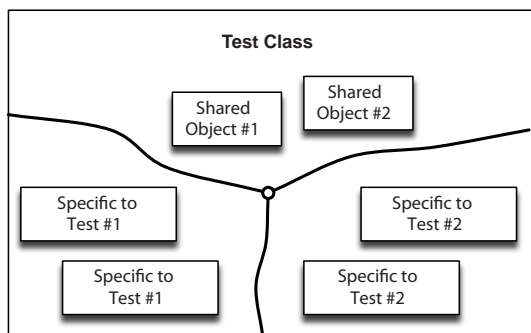 Test Class
Shared
Object #1
Shared
Object #2
Specific to
Test #1
Specific to
Test #2
Specific to
Test #1
Specific to
Test #2